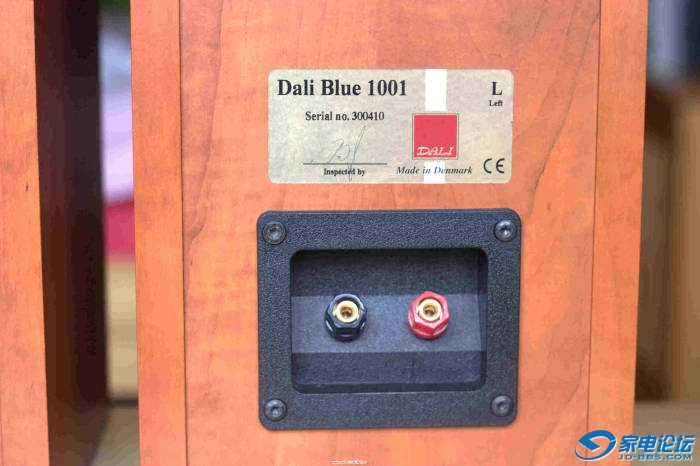 Dali Blue 1001
L
Left
Serial no. 300410
DALI
Inspected by
Made in Denmark
CE
家电论坛
JD-BBS.COM